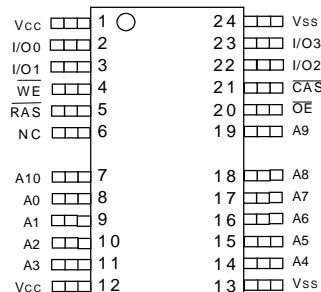 Vcc 1 24 Vss
I/O0 2 23 I/O3
I/O1 3 22 I/O2
WE 4 21 CAS
RAS 5 20 OE
NC 6 19 A9
A10 7 18 A8
A0 8 17 A7
A1 9 16 A6
A2 10 15 A5
A3 11 14 A4
Vcc 12 13 Vss